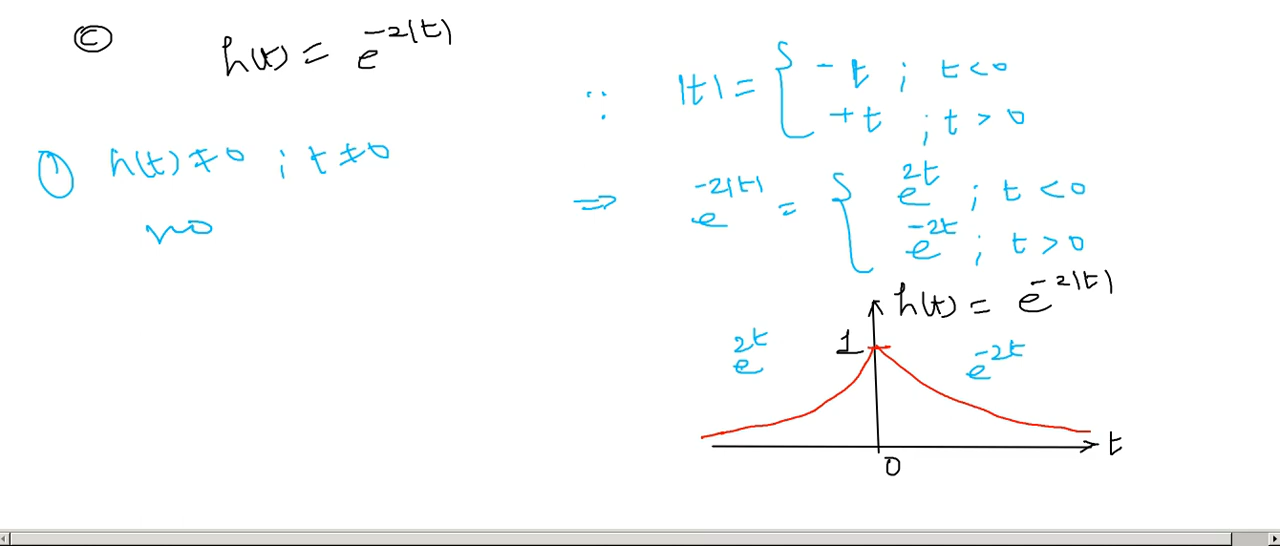 ⓒ h(t) = e^{-2|t|}
① h(t) ≠ 0 ; t ≠ 0
no
∵ |t| = { -t ; t < 0
+t ; t > 0
⇒ e^{-2|t|} = { e^{2t} ; t < 0
e^{-2t} ; t > 0
h(t) = e^{-2|t|}
e^{2t} 1 e^{-2t}
t
0